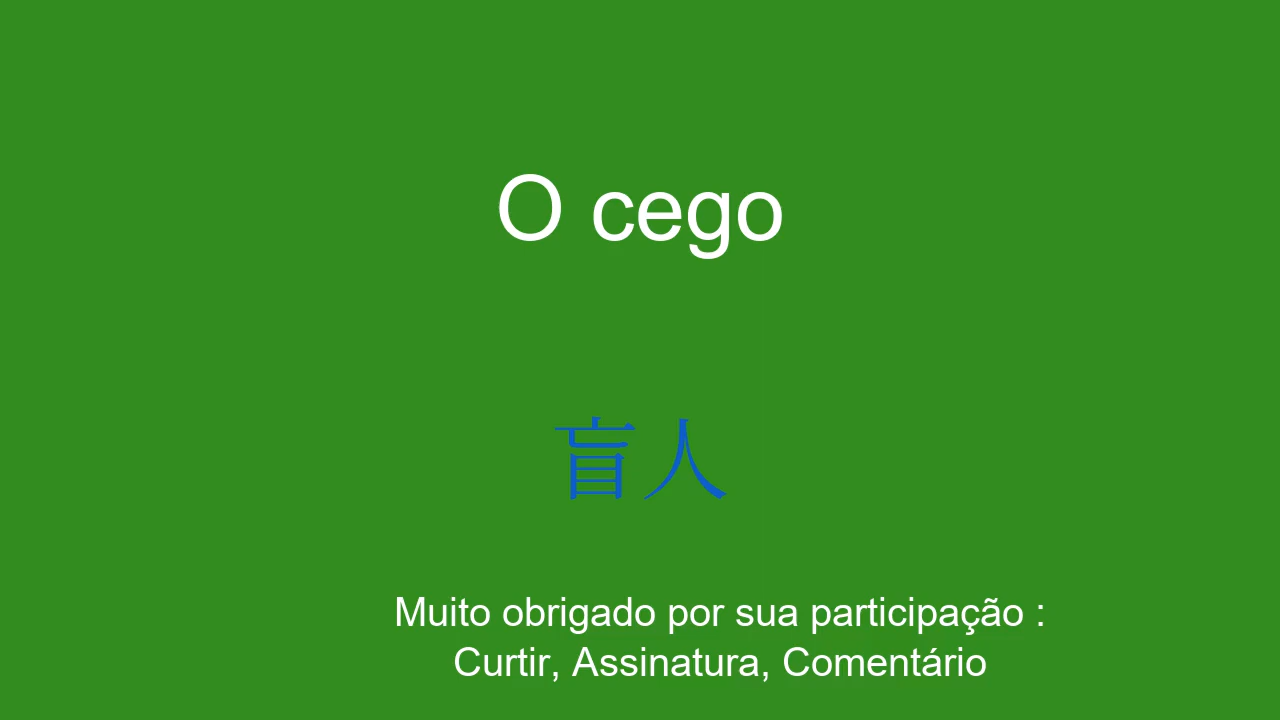 O cego
盲人
Muito obrigado por sua participação :
Curtir, Assinatura, Comentário